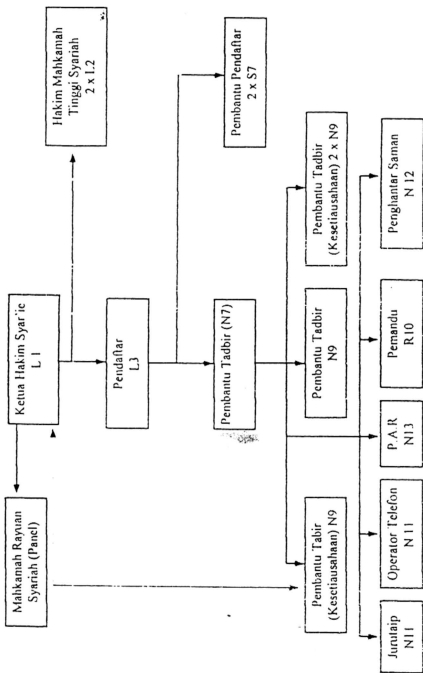 Ketua Hakim Syar'ie
L 1
Mahkamah Rayuan
Syariah (Panel)
Hakim Mahkamah
Tinggi Syariah
2 x L2
Pendaftar
L3
Pembantu Pendaftar
2 x S7
Pembantu Tadbir (N7)
Pembantu Tabir
(Kesetiausahaan) N9
Pembantu Tadbir
N9
Pembantu Tadbir
(Kesetiausahaan) 2 x N9
Jurutaip
N11
Operator Telefon
N 11
P.A.R
N13
Pemandu
R10
Penghantar Saman
N 12